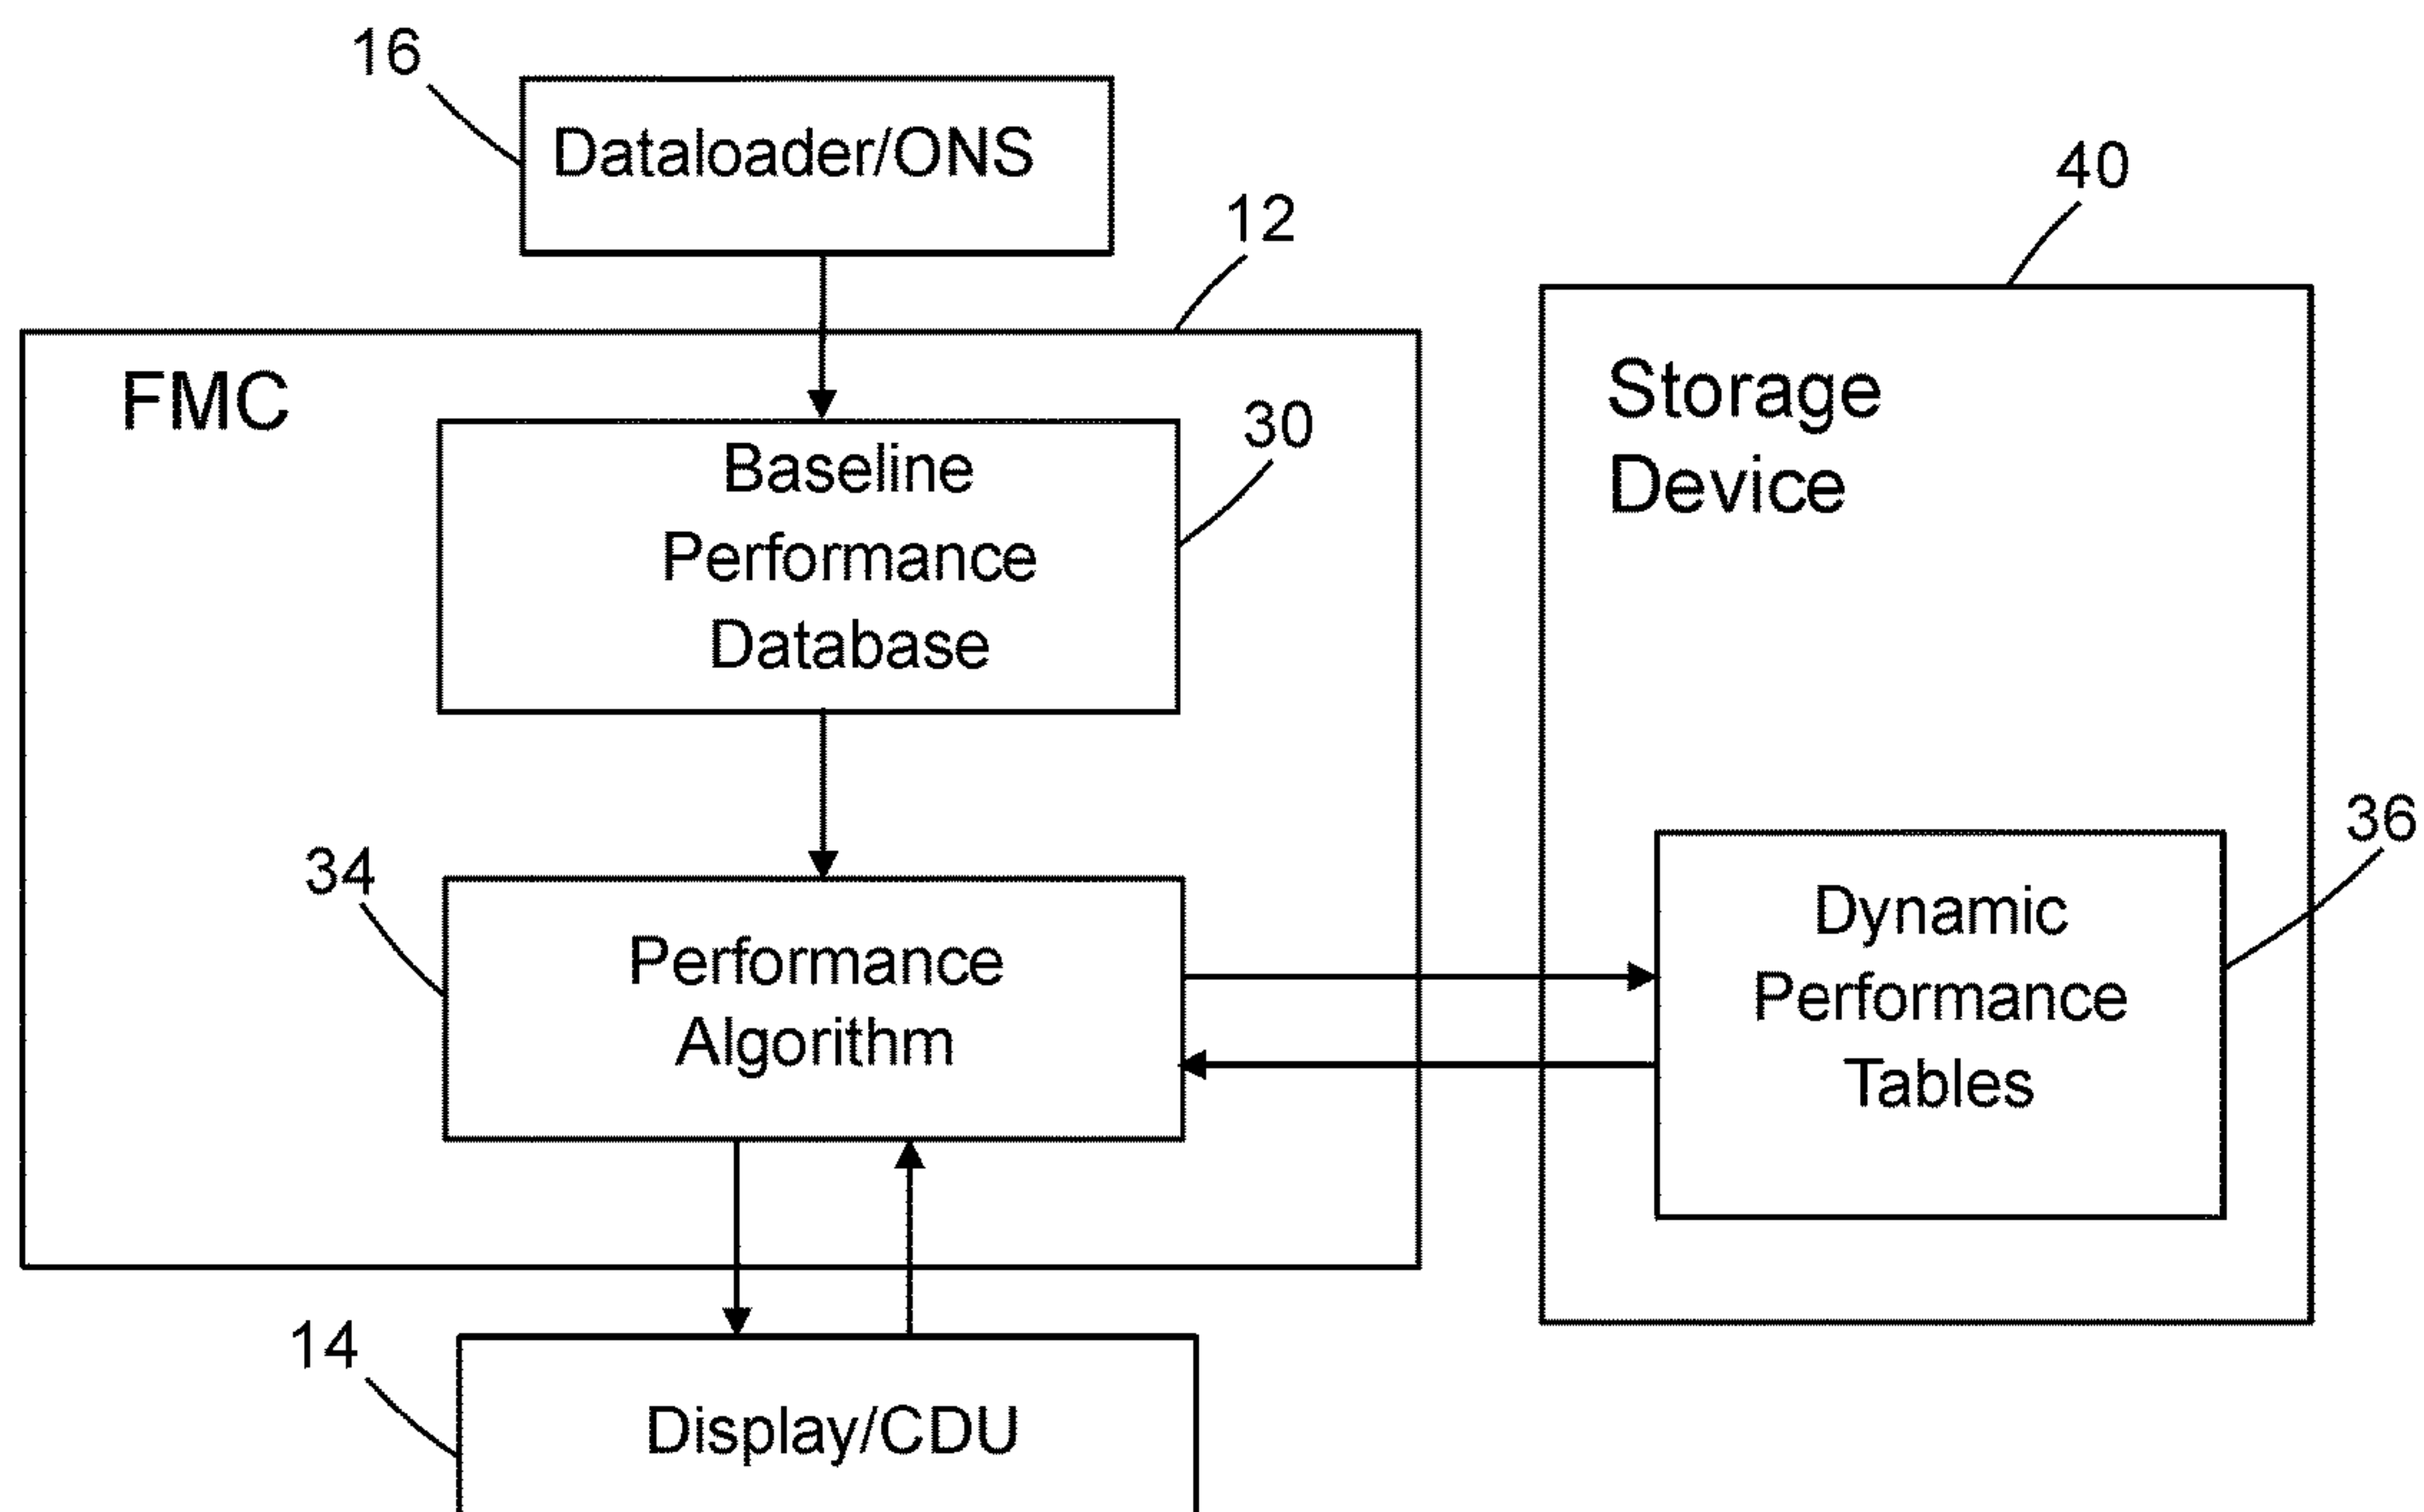 16
Dataloader/ONS
12
40
FMC
Storage
Device
30
Baseline
Performance
Database
34
Performance
Algorithm
36
Dynamic
Performance
Tables
14
Display/CDU